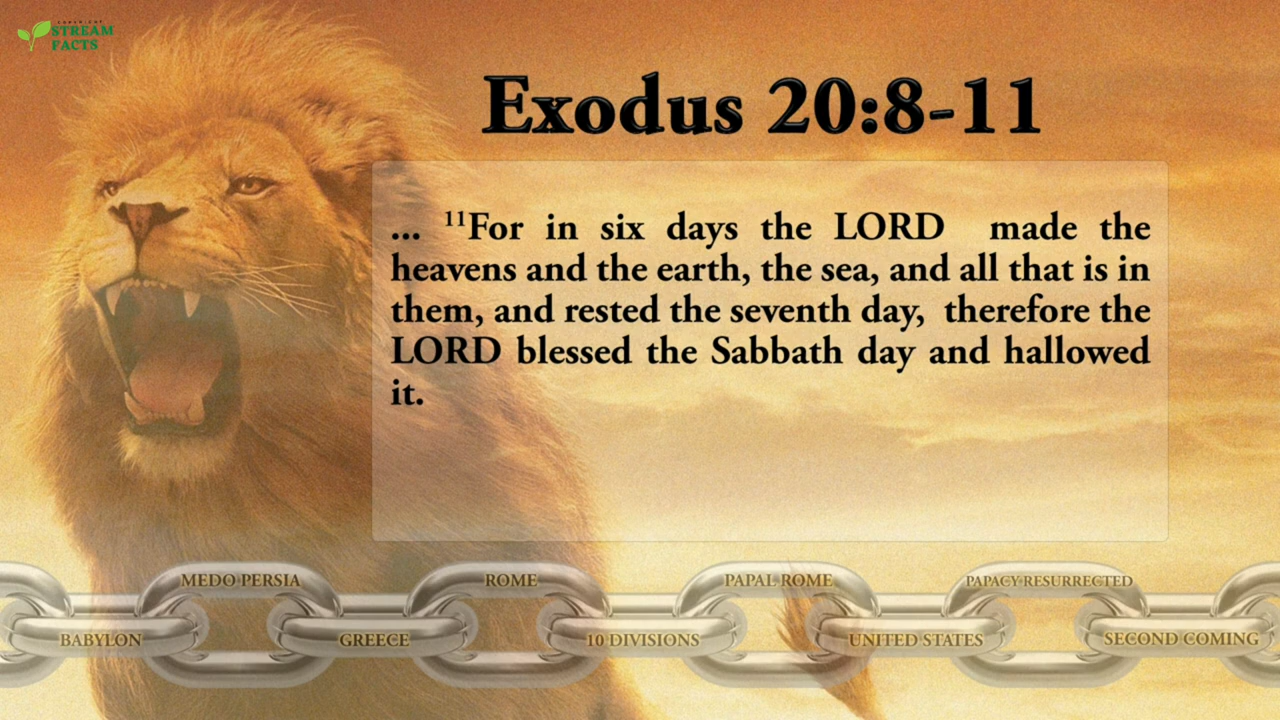 STREAM
FACTS
Exodus 20:8-11
... ¹¹For in six days the LORD made the
heavens and the earth, the sea, and all that is in
them, and rested the seventh day, therefore the
LORD blessed the Sabbath day and hallowed
it.
MEDO PERSIA ROME PAPAL ROME PAPACY RESURRECTED
BABYLON GREECE 10 DIVISIONS UNITED STATES SECOND COMING